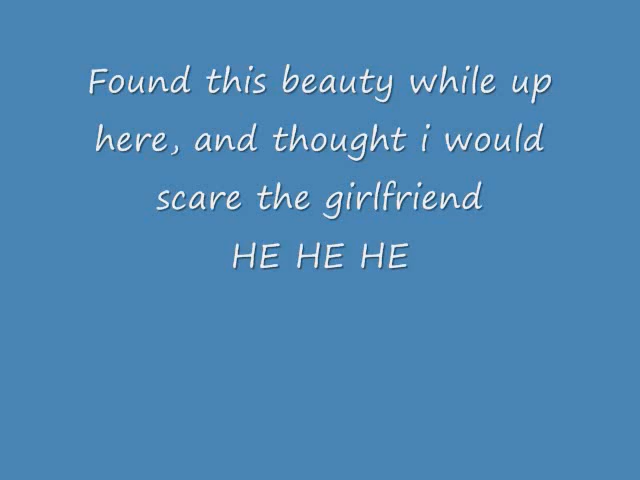 Found this beauty while up
here, and thought i would
scare the girlfriend
HE HE HE